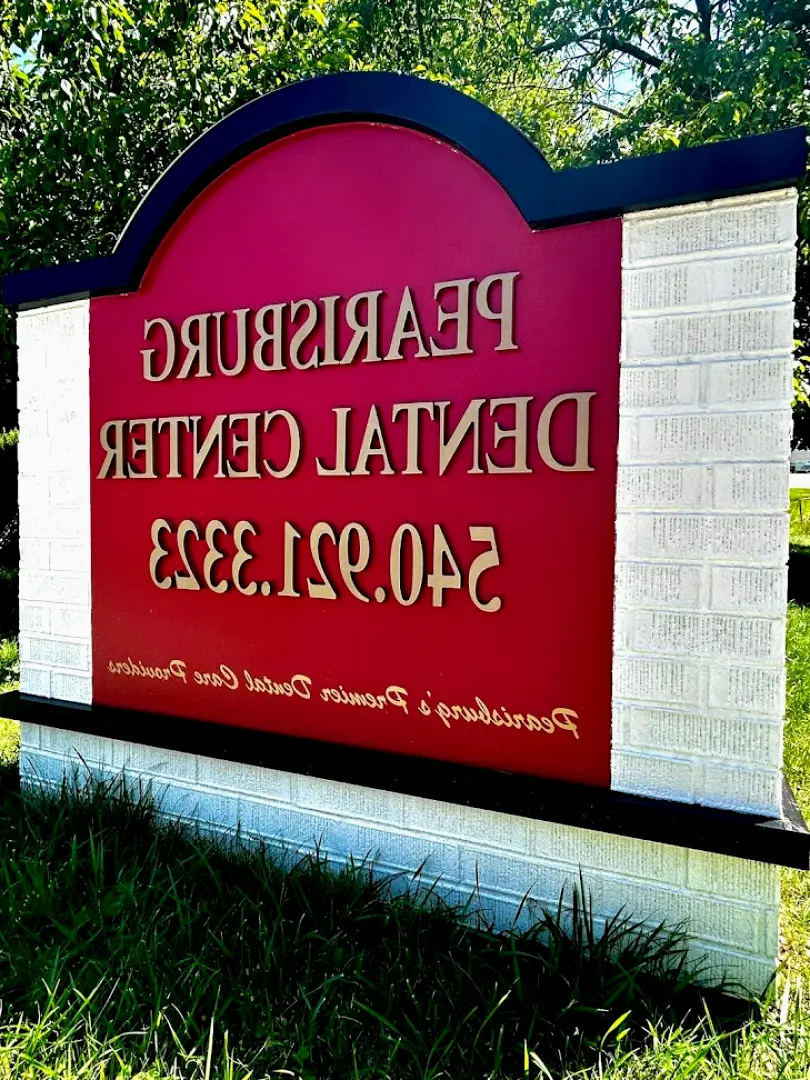 PEARISBURG
DENTAL CENTER
540.921.3323
Pearisburg's Premier Dental Care Providers